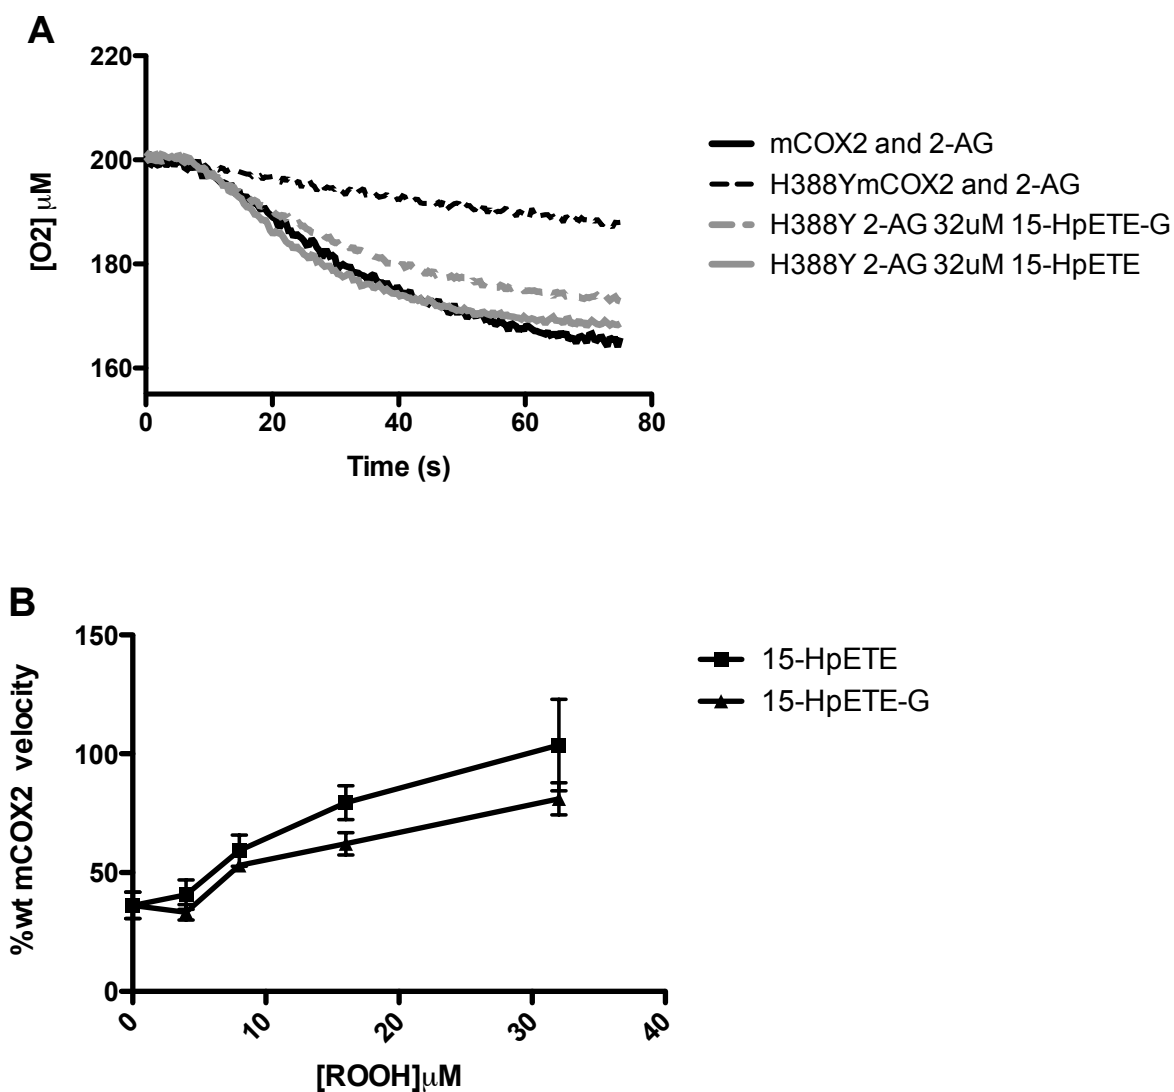 A
220
200
180
160
[O2] μM
0
20
40
60
80
Time (s)
mCOX2 and 2-AG
H388YmCOX2 and 2-AG
H388Y 2-AG 32uM 15-HpETE-G
H388Y 2-AG 32uM 15-HpETE
B
150
100
50
0
%wt mCOX2 velocity
0
10
20
30
40
[ROOH]μM
15-HpETE
15-HpETE-G